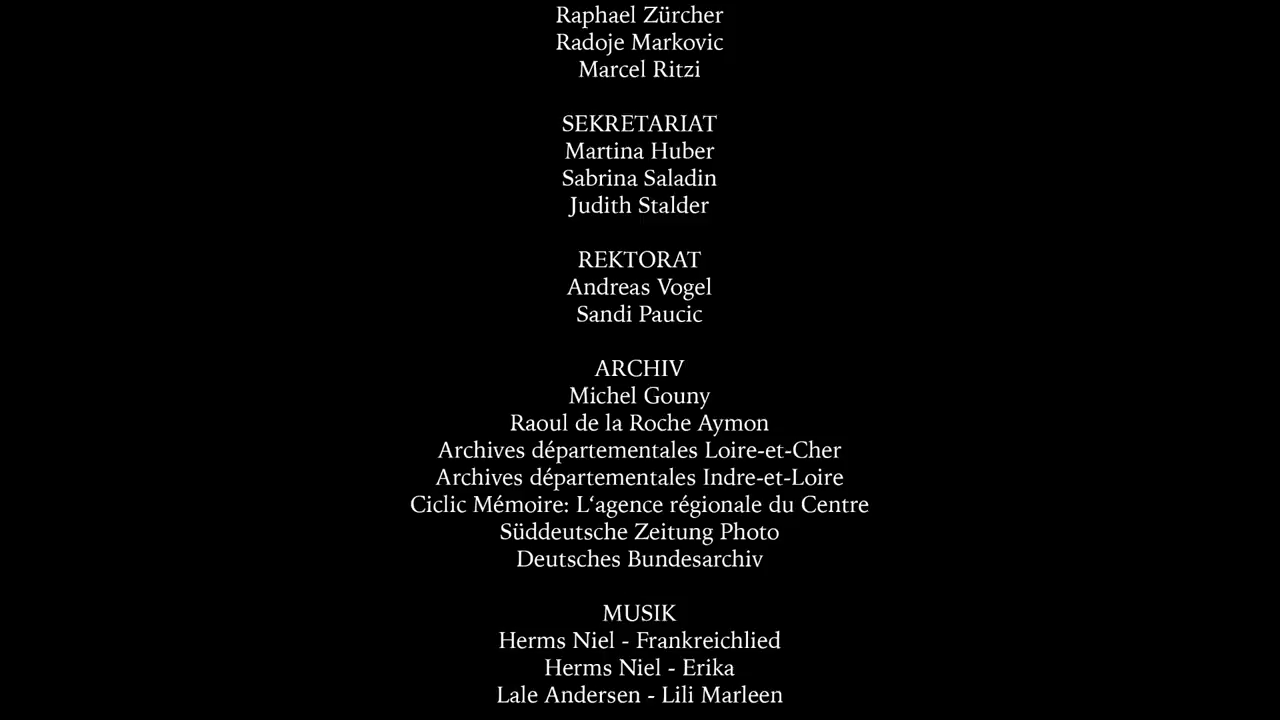 Raphael Zürcher
Radoje Markovic
Marcel Ritzi
SEKRETARIAT
Martina Huber
Sabrina Saladin
Judith Stalder
REKTORAT
Andreas Vogel
Sandi Paucic
ARCHIV
Michel Gouny
Raoul de la Roche Aymon
Archives départementales Loire-et-Cher
Archives départementales Indre-et-Loire
Ciclic Mémoire: L‘agence régionale du Centre
Süddeutsche Zeitung Photo
Deutsches Bundesarchiv
MUSIK
Herms Niel - Frankreichlied
Herms Niel - Erika
Lale Andersen - Lili Marleen